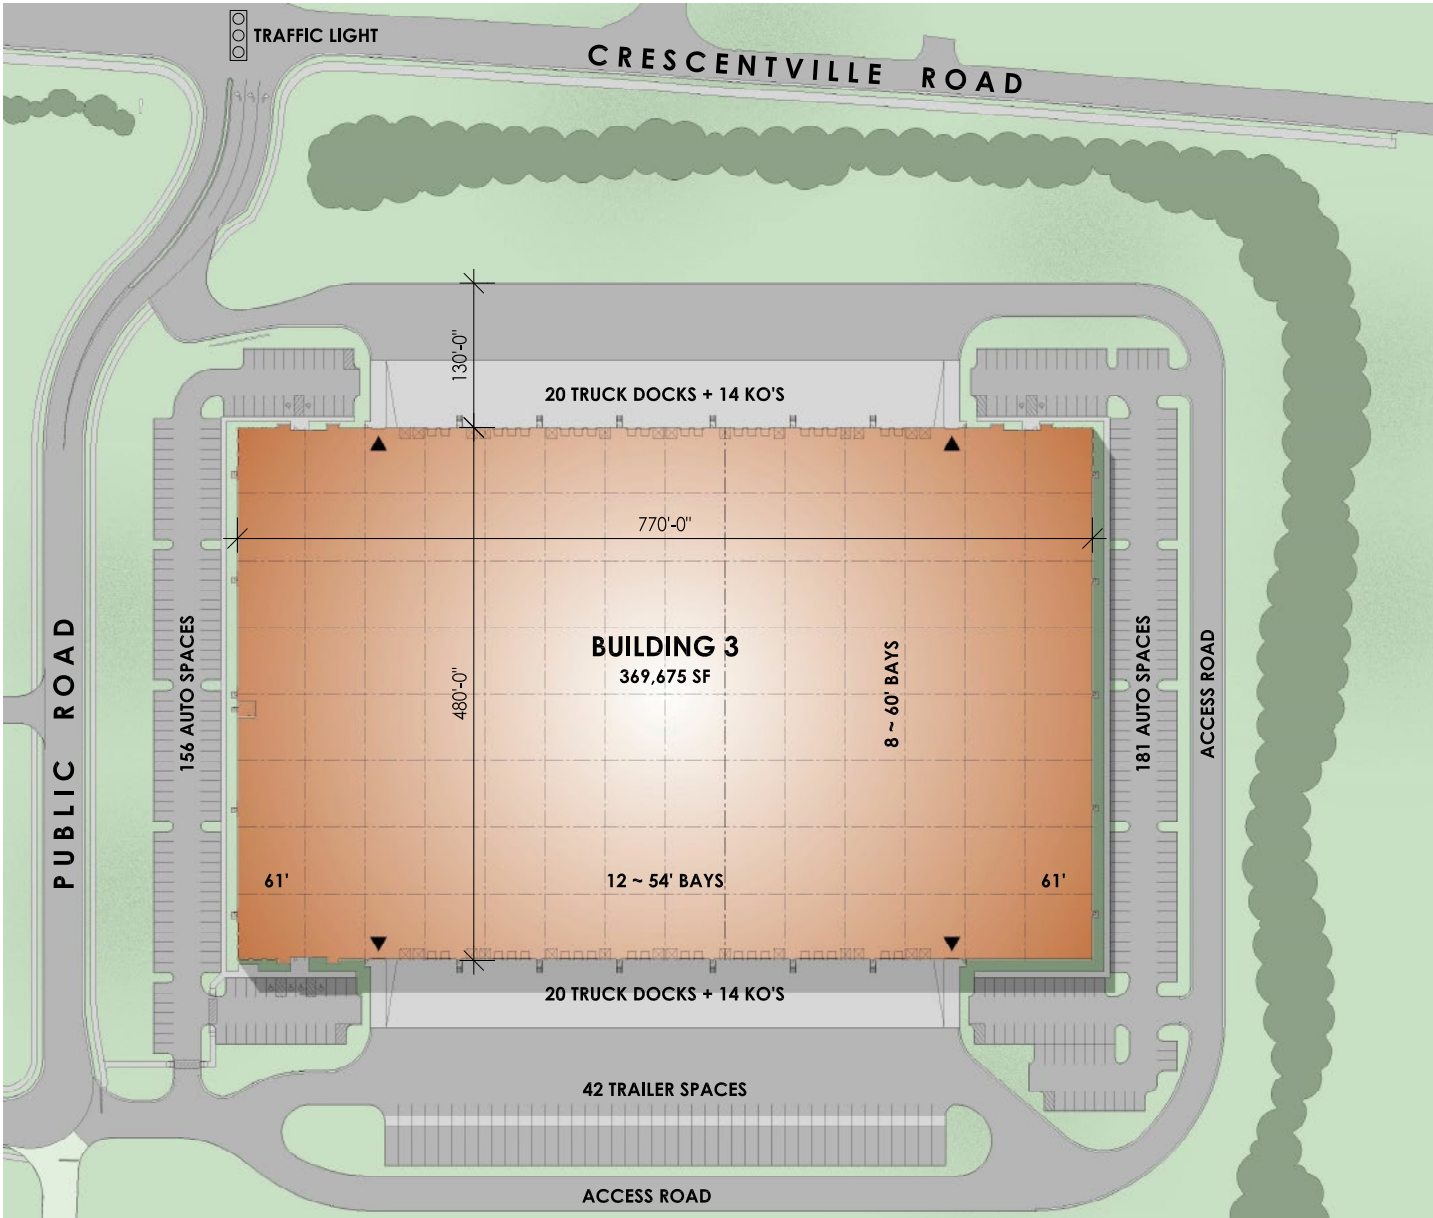 TRAFFIC LIGHT
CRESCENTVILLE ROAD
130'-0"
20 TRUCK DOCKS + 14 KO'S
770'-0"
BUILDING 3
369,675 SF
480'-0"
8 ~ 60' BAYS
156 AUTO SPACES
181 AUTO SPACES
ACCESS ROAD
PUBLIC ROAD
61'
12 ~ 54' BAYS
61'
20 TRUCK DOCKS + 14 KO'S
42 TRAILER SPACES
ACCESS ROAD